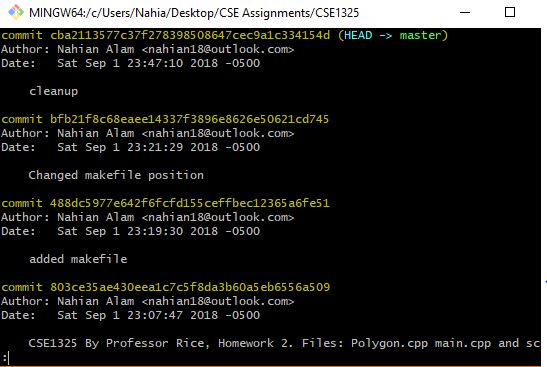 MINGW64:/c/Users/Nahia/Desktop/CSE Assignments/CSE1325
commit cba2113577c37f278398508647cec9a1c334154d (HEAD -> master)
Author: Nahian Alam <nahian18@outlook.com>
Date: Sat Sep 1 23:47:10 2018 -0500
cleanup
commit bfb21f8c68eaee14337f3896e8626e50621cd745
Author: Nahian Alam <nahian18@outlook.com>
Date: Sat Sep 1 23:21:29 2018 -0500
Changed makefile position
commit 488dc5977e642f6fcfd155ceffbec12365a6fe51
Author: Nahian Alam <nahian18@outlook.com>
Date: Sat Sep 1 23:19:30 2018 -0500
added makefile
commit 803ce35ae430eea1c7c5f8da3b60a5eb6556a509
Author: Nahian Alam <nahian18@outlook.com>
Date: Sat Sep 1 23:07:47 2018 -0500
CSE1325 By Professor Rice, Homework 2. Files: Polygon.cpp main.cpp and sc
: